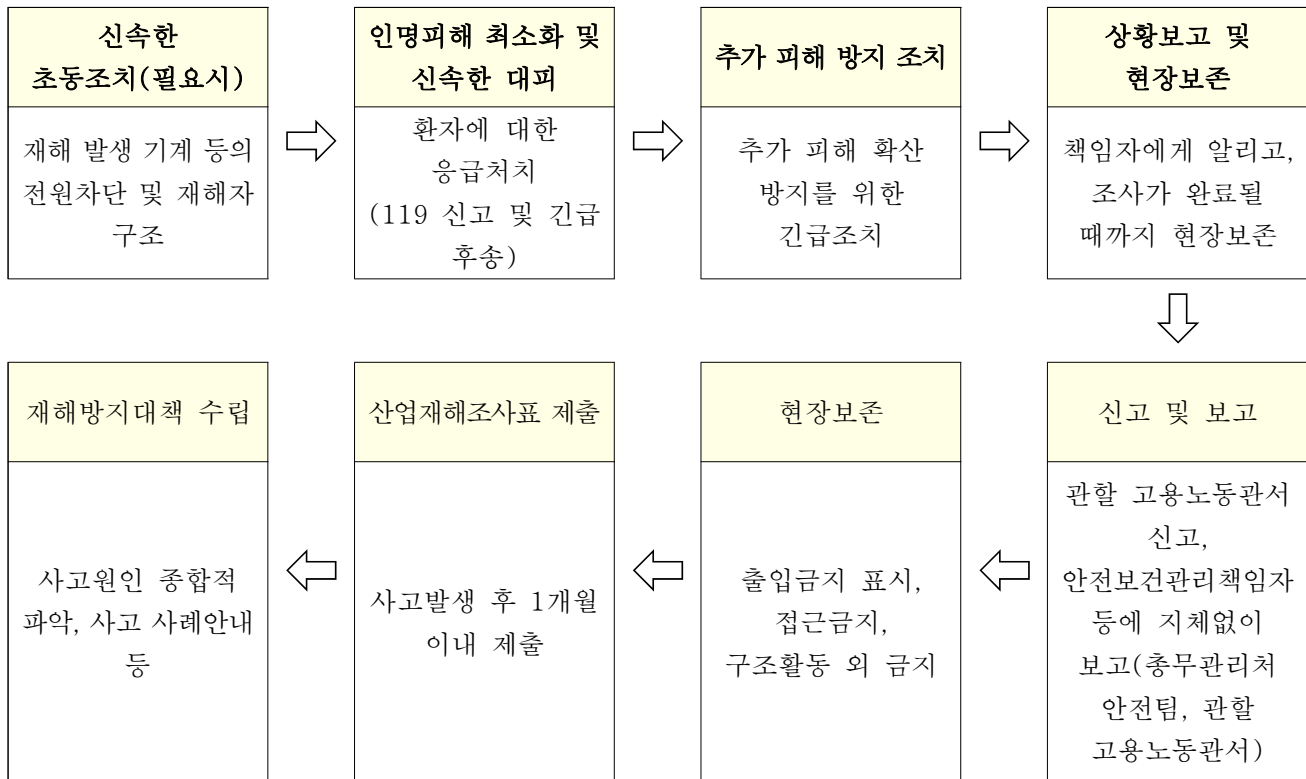 신속한
초동조치(필요시)
재해 발생 기계 등의
전원차단 및 재해자
구조
인명피해 최소화 및
신속한 대피
환자에 대한
응급처치
(119 신고 및 긴급
후송)
추가 피해 방지 조치
추가 피해 확산
방지를 위한
긴급조치
상황보고 및
현장보존
책임자에게 알리고,
조사가 완료될
때까지 현장보존
신고 및 보고
관할 고용노동관서
신고,
안전보건관리책임자
등에 지체없이
보고(총무관리처
안전팀, 관할
고용노동관서)
현장보존
출입금지 표시,
접근금지,
구조활동 외 금지
산업재해조사표 제출
사고발생 후 1개월
이내 제출
재해방지대책 수립
사고원인 종합적
파악, 사고 사례안내
등